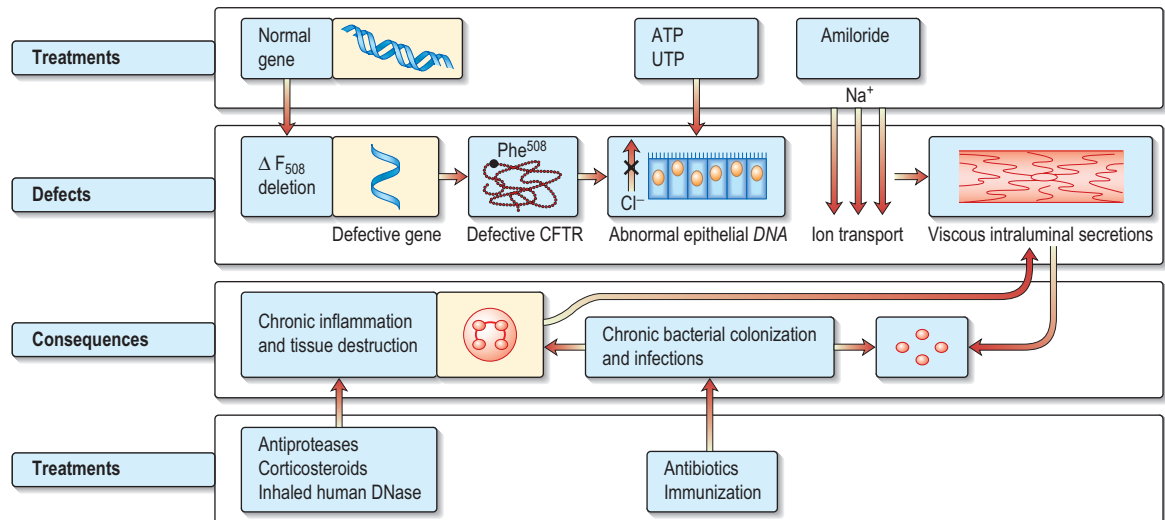 Treatments
Normal
gene
ATP
UTP
Amiloride
Na⁺
Defects
Δ F₅₀₈
deletion
Defective gene
Phe⁵⁰⁸
Defective CFTR
Cl⁻
Abnormal epithelial DNA
Ion transport
Viscous intraluminal secretions
Consequences
Chronic inflammation
and tissue destruction
Chronic bacterial colonization
and infections
Treatments
Antiproteases
Corticosteroids
Inhaled human DNase
Antibiotics
Immunization